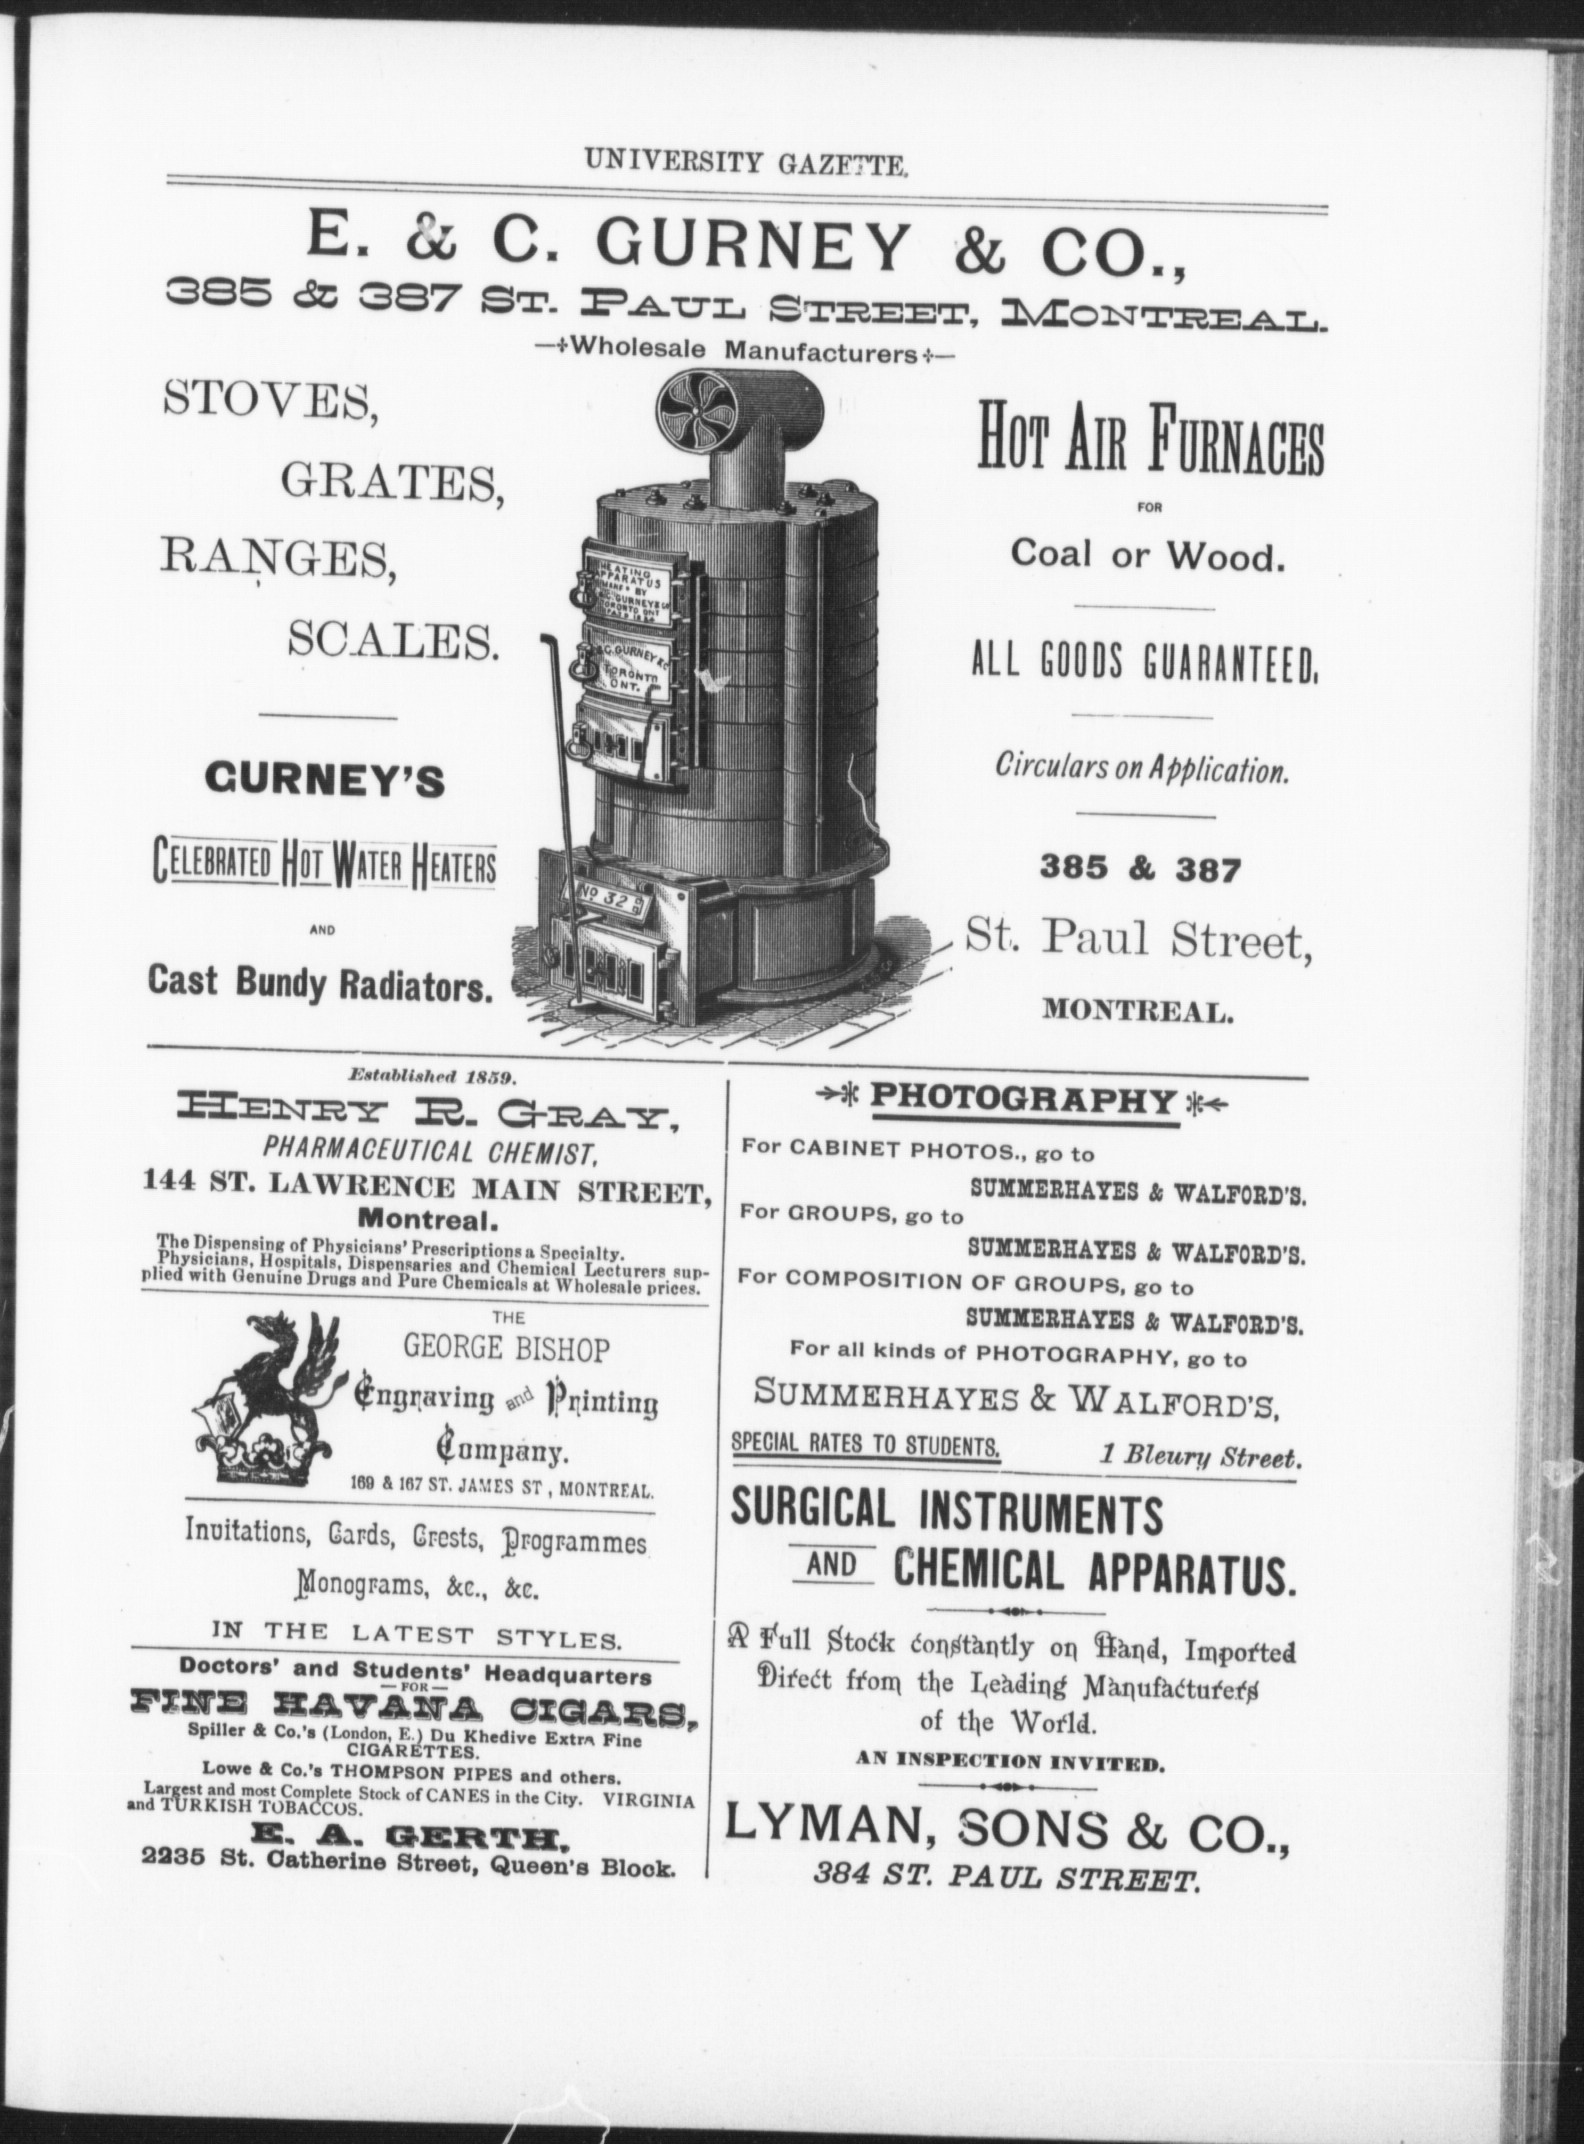 UNIVERSITY GAZETTE.
E. & C. GURNEY & CO.,
385 & 387 ST. PAUL STREET, MONTREAL.
Wholesale Manufacturers
STOVES,
GRATES,
RANGES,
SCALES.
GURNEY'S
CELEBRATED HOT WATER HEATERS
AND
Cast Bundy Radiators.
HEATING
APPARATUS
MANF'D BY
GURNEY & CO
TORONTO ONT
C. GURNEY & C
TORONTO
ONT.
No 32
HOT AIR FURNACES
FOR
Coal or Wood.
ALL GOODS GUARANTEED.
Circulars on Application.
385 & 387
St. Paul Street,
MONTREAL.
Established 1859.
HENRY R. GRAY,
PHARMACEUTICAL CHEMIST,
144 ST. LAWRENCE MAIN STREET,
Montreal.
The Dispensing of Physicians' Prescriptions a Specialty.
Physicians, Hospitals, Dispensaries and Chemical Lecturers sup-
plied with Genuine Drugs and Pure Chemicals at Wholesale prices.
THE
GEORGE BISHOP
Engraving and Printing
Company.
169 & 167 ST. JAMES ST, MONTREAL.
Invitations, Cards, Crests, Programmes
Monograms, &c., &c.
IN THE LATEST STYLES.
Doctors' and Students' Headquarters
—FOR—
FINE HAVANA CIGARS,
Spiller & Co.'s (London, E.) Du Khedive Extra Fine
CIGARETTES.
Lowe & Co.'s THOMPSON PIPES and others.
Largest and most Complete Stock of CANES in the City. VIRGINIA
and TURKISH TOBACCOS.
E. A. GERTH,
2235 St. Catherine Street, Queen's Block.
PHOTOGRAPHY
For CABINET PHOTOS., go to
SUMMERHAYES & WALFORD'S.
For GROUPS, go to
SUMMERHAYES & WALFORD'S.
For COMPOSITION OF GROUPS, go to
SUMMERHAYES & WALFORD'S.
For all kinds of PHOTOGRAPHY, go to
SUMMERHAYES & WALFORD'S,
SPECIAL RATES TO STUDENTS. 1 Bleury Street.
SURGICAL INSTRUMENTS
AND CHEMICAL APPARATUS.
A Full Stock constantly on Hand, Imported
Direct from the Leading Manufacturers
of the World.
AN INSPECTION INVITED.
LYMAN, SONS & CO.,
384 ST. PAUL STREET.